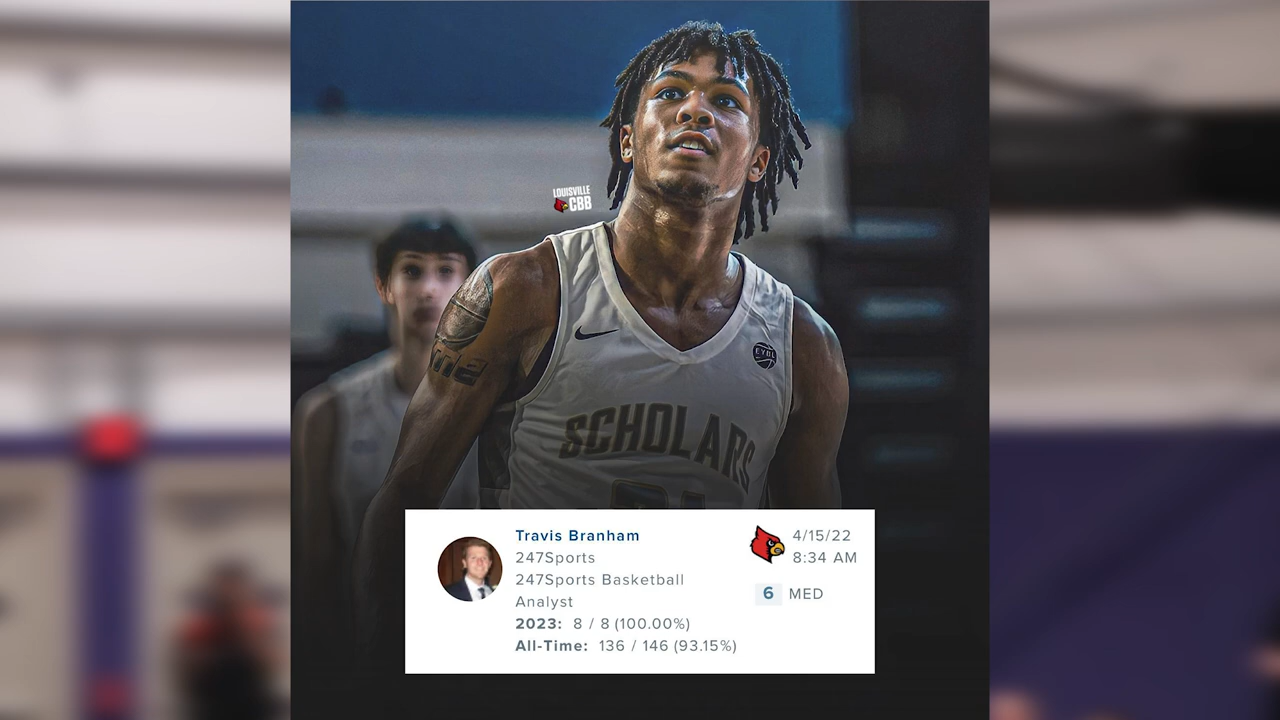 LOUISVILLE
CBB
EYBL
SCHOLARS
Travis Branham
247Sports
247Sports Basketball
Analyst
2023: 8 / 8 (100.00%)
All-Time: 136 / 146 (93.15%)
4/15/22
8:34 AM
6 MED